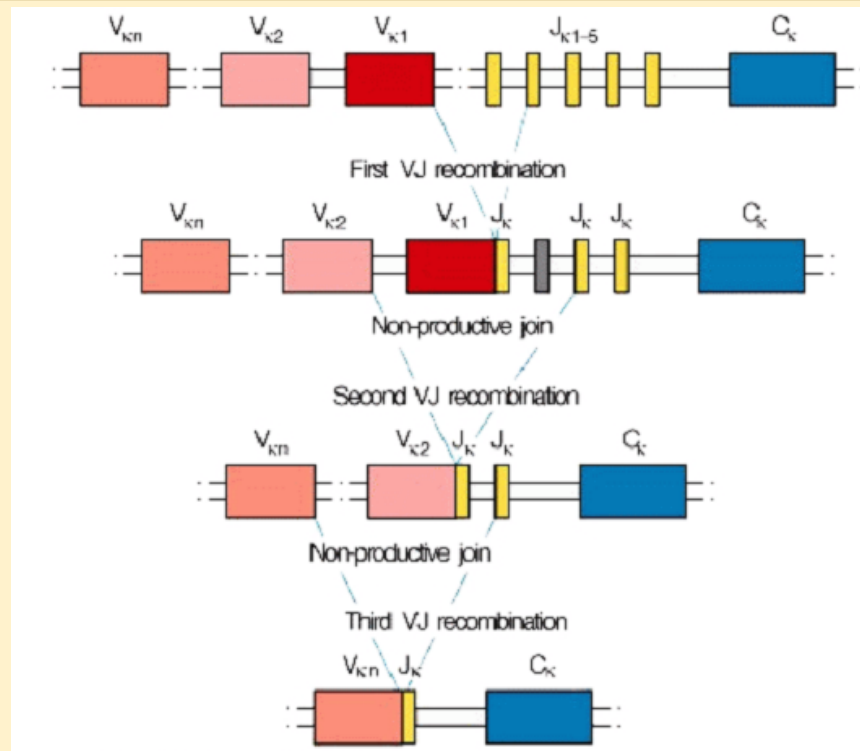 Vκn Vκ2 Vκ1 Jκ1–5 Cκ
First VJ recombination
Vκn Vκ2 Vκ1 Jκ Jκ Jκ Cκ
Non-productive join
Second VJ recombination
Vκn Vκ2 Jκ Jκ Cκ
Non-productive join
Third VJ recombination
Vκn Jκ Cκ